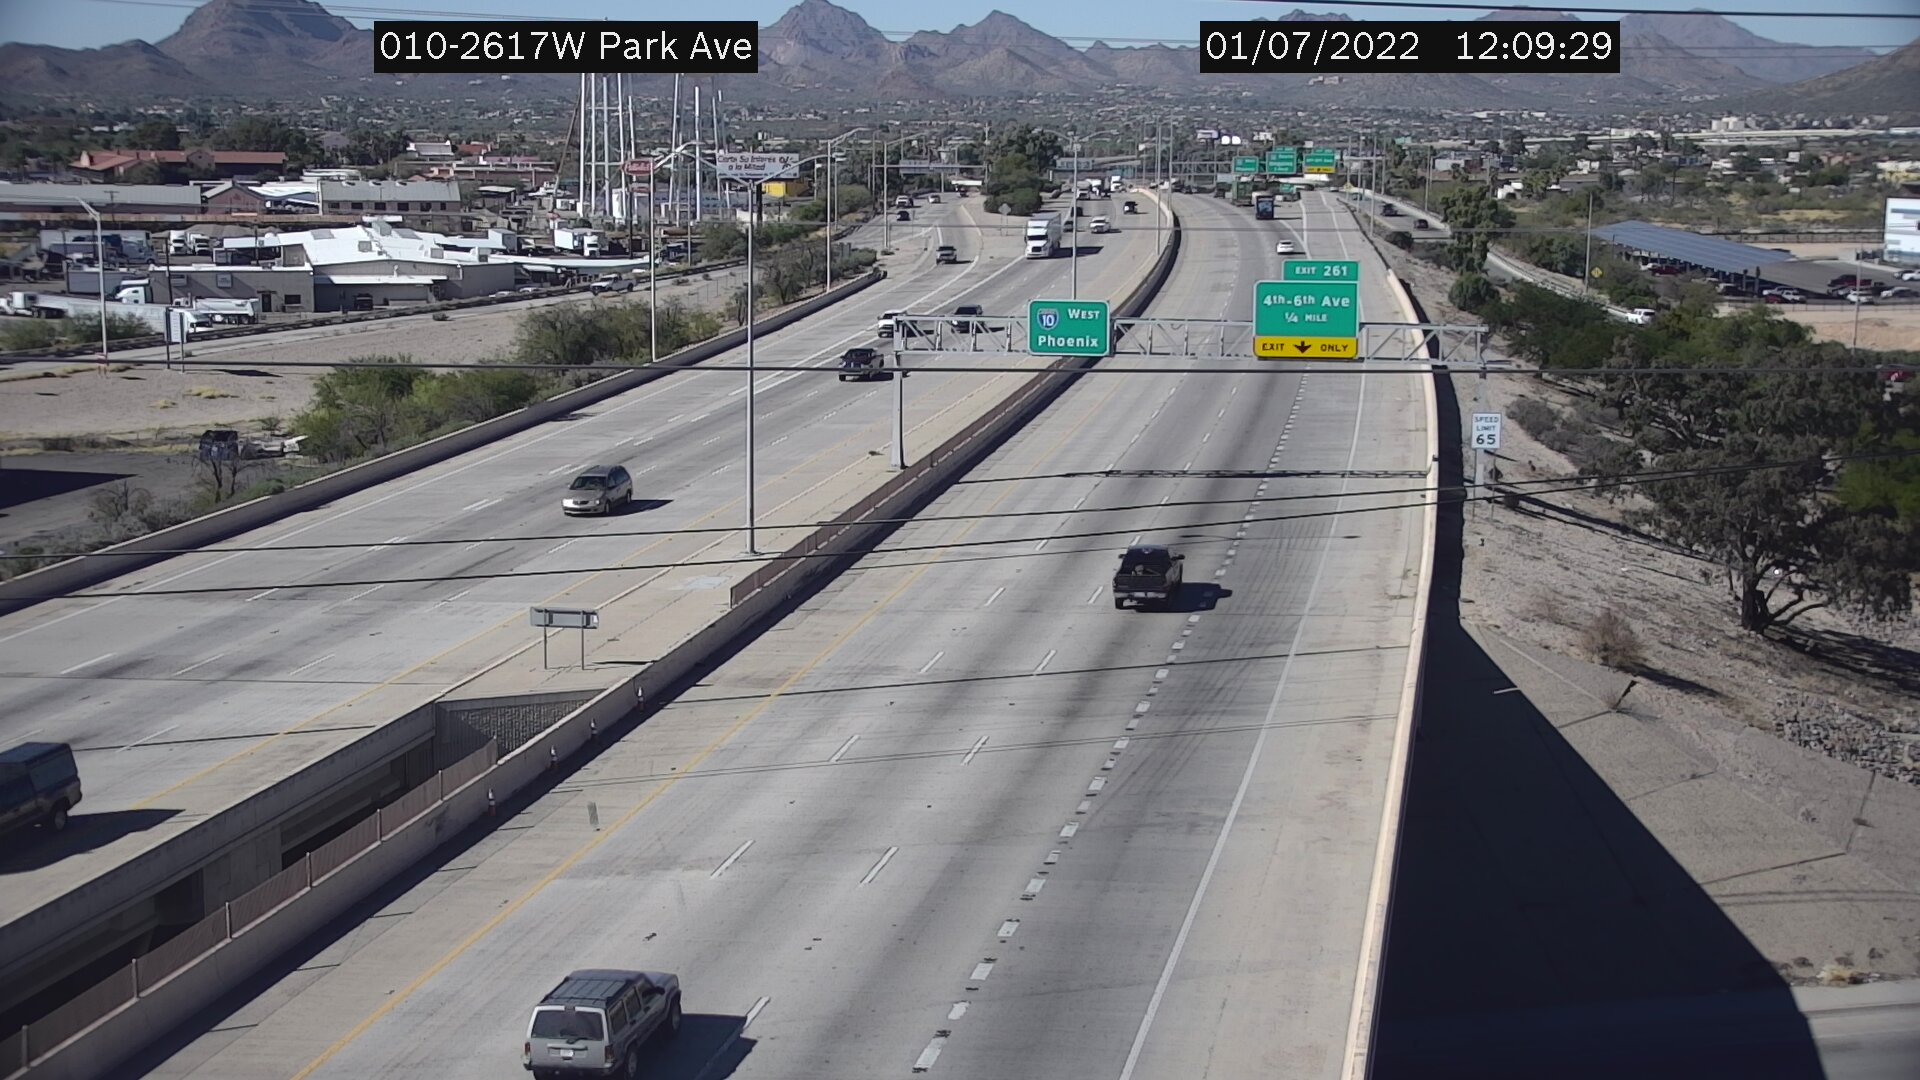 010-2617W Park Ave
01/07/2022 12:09:29
EXIT 261
4th-6th Ave
¼ MILE
EXIT ONLY
10 WEST
Phoenix
SPEED
LIMIT
65